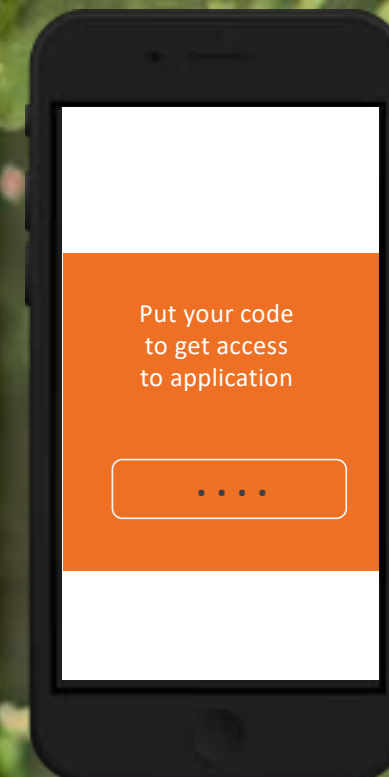 Put your code
to get access
to application
. . . .